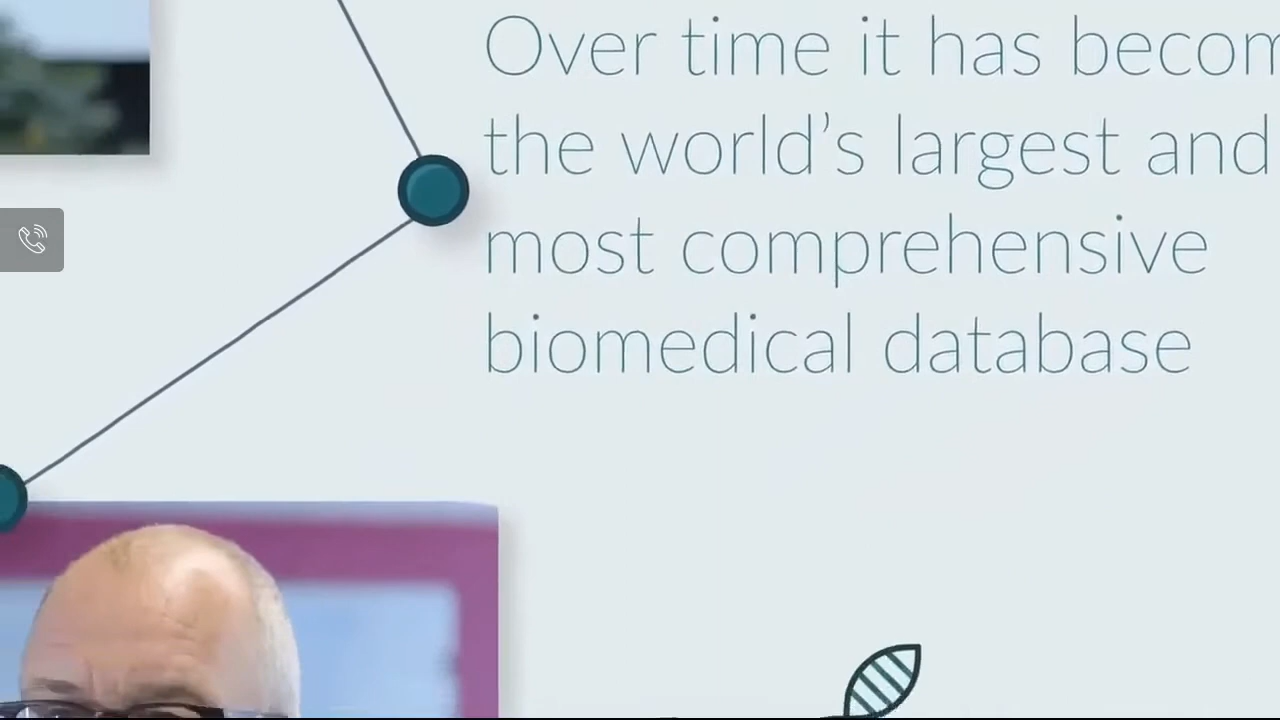 Over time it has becom
the world's largest and
most comprehensive
biomedical database